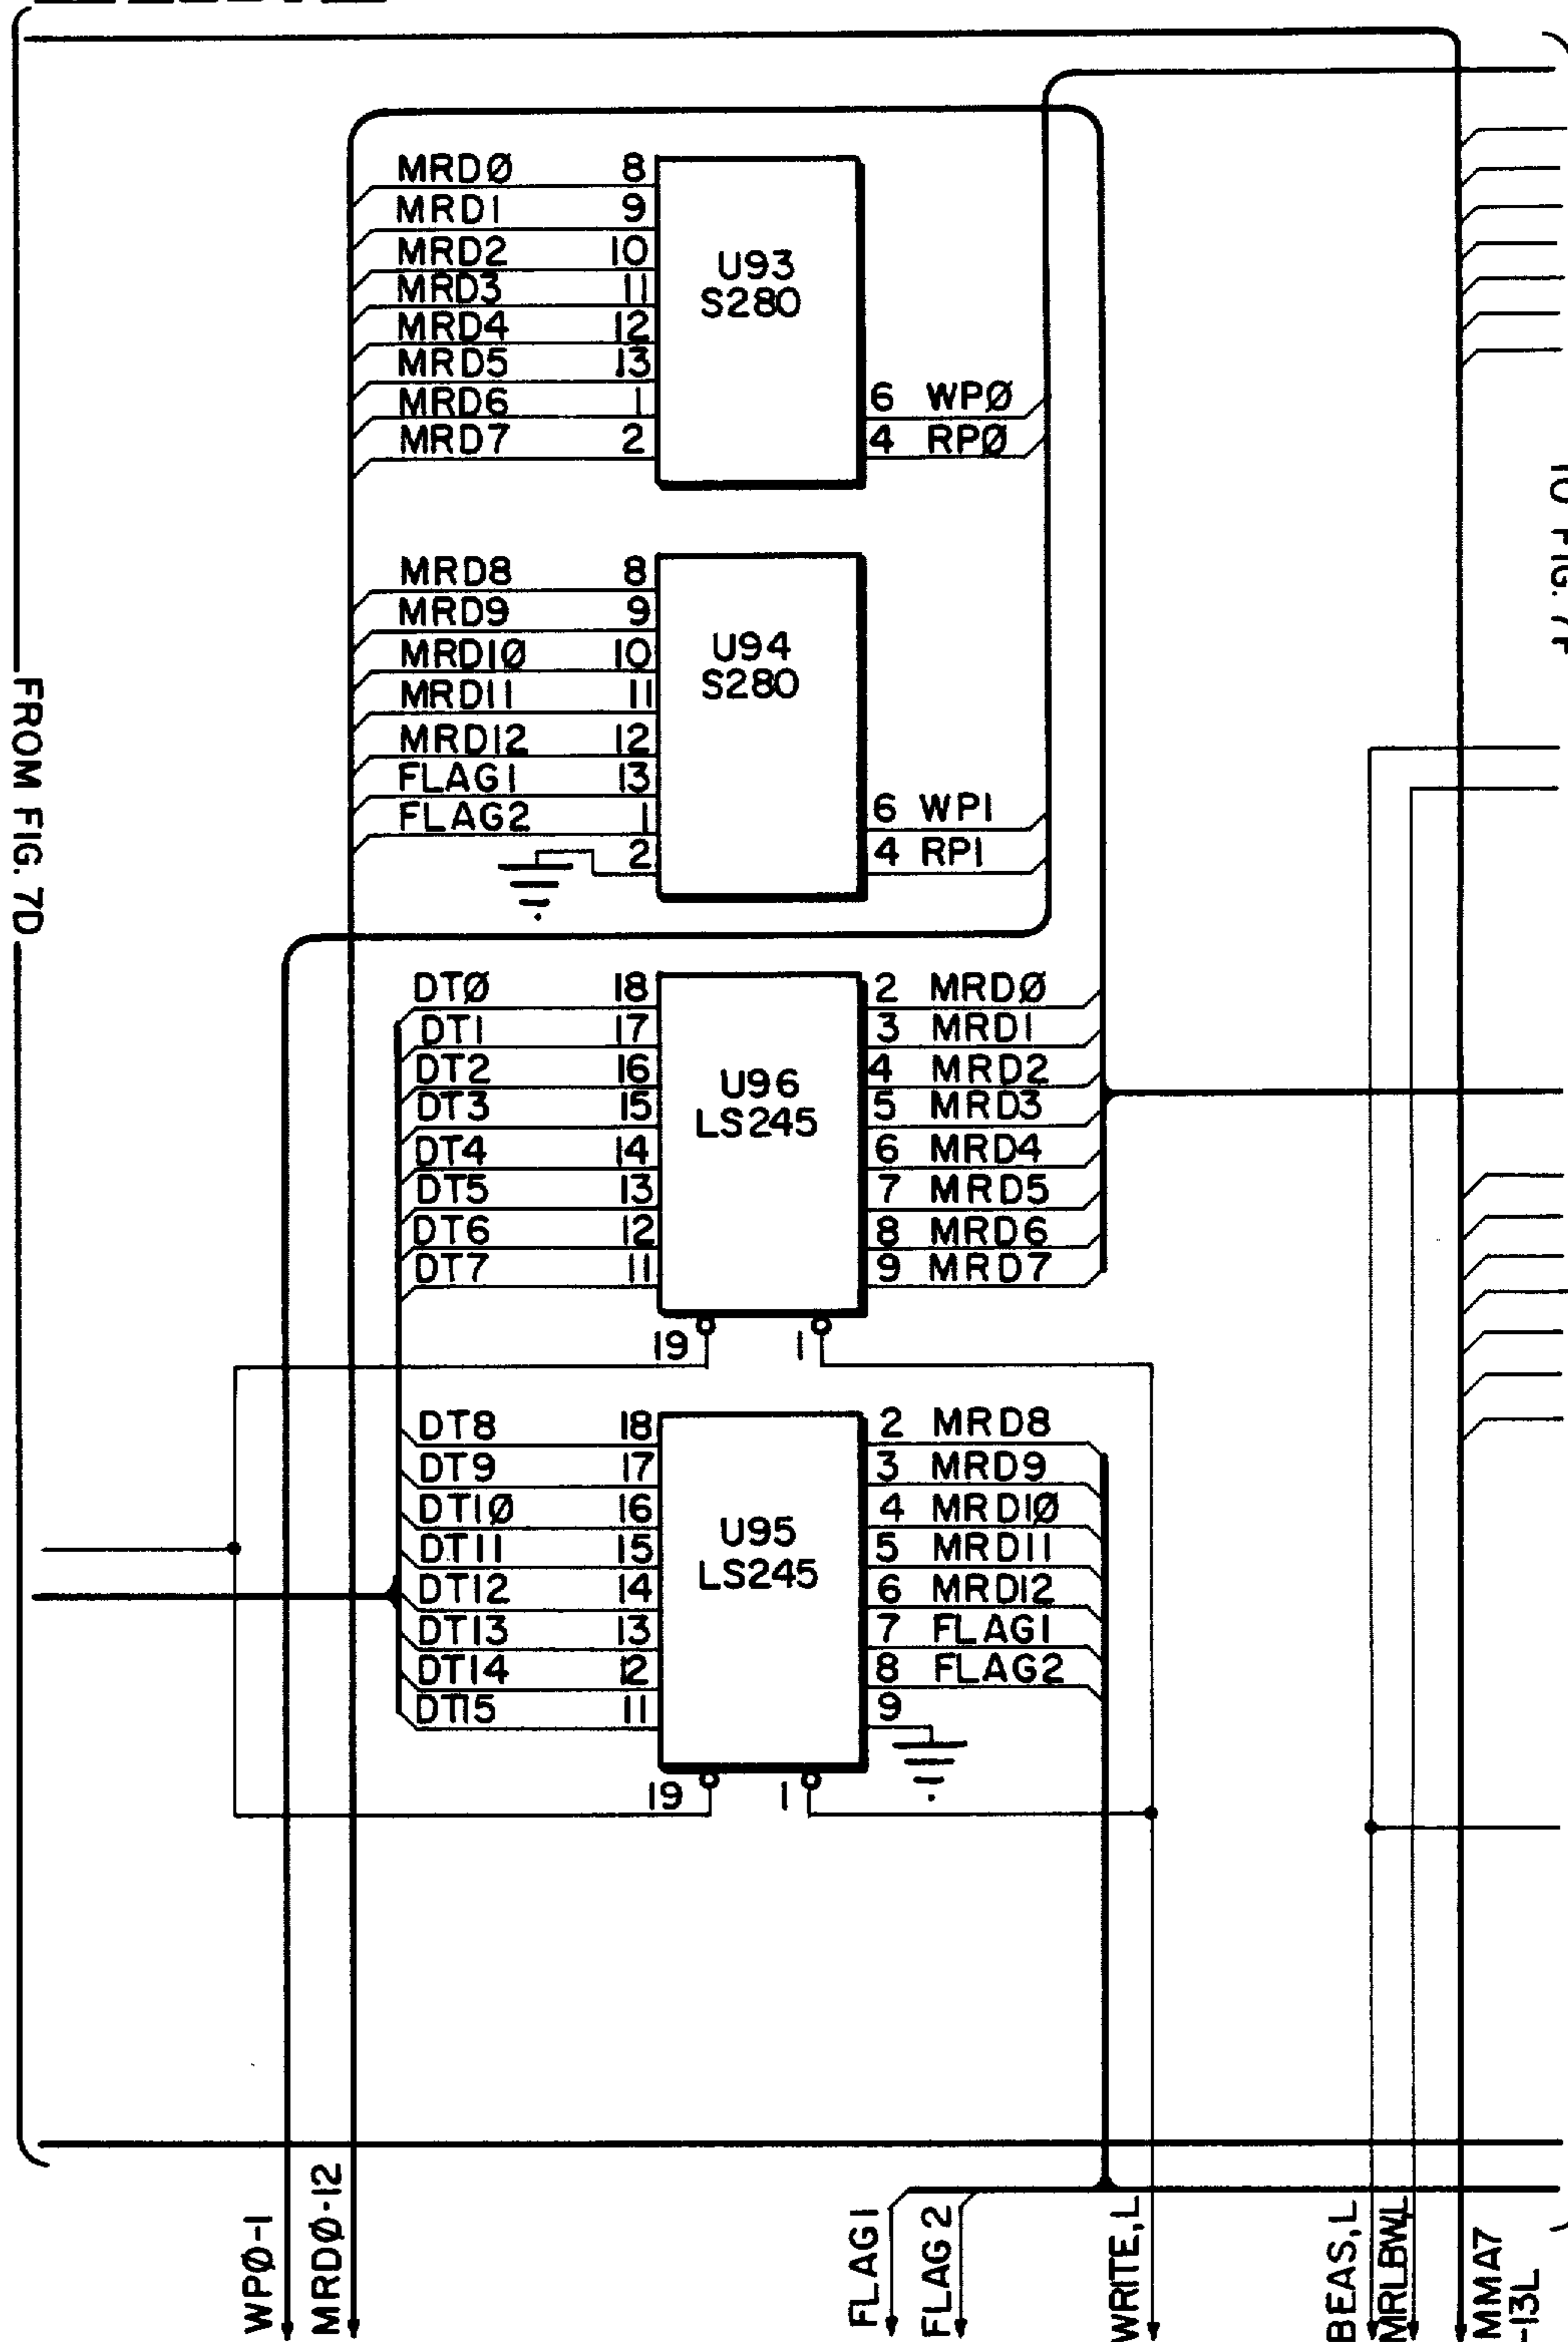 MRDØ 8
MRD1 9
MRD2 10
MRD3 11
MRD4 12
MRD5 13
MRD6 1
MRD7 2
U93
S280
6 WPØ
4 RPØ
MRD8 8
MRD9 9
MRD1Ø 10
MRD11 11
MRD12 12
FLAG1 13
FLAG2 1
2
U94
S280
6 WP1
4 RP1
FROM FIG. 7D
TO FIG. 7F
DTØ 18
DT1 17
DT2 16
DT3 15
DT4 14
DT5 13
DT6 12
DT7 11
U96
LS245
2 MRDØ
3 MRD1
4 MRD2
5 MRD3
6 MRD4
7 MRD5
8 MRD6
9 MRD7
19 1
DT8 18
DT9 17
DT1Ø 16
DT11 15
DT12 14
DT13 13
DT14 12
DT15 11
U95
LS245
2 MRD8
3 MRD9
4 MRD1Ø
5 MRD11
6 MRD12
7 FLAG1
8 FLAG2
9
19 1
WPØ-1
MRDØ-12
FLAG1
FLAG2
WRITE,L
BEAS,L
MRLBW,L
MMA7
-13L